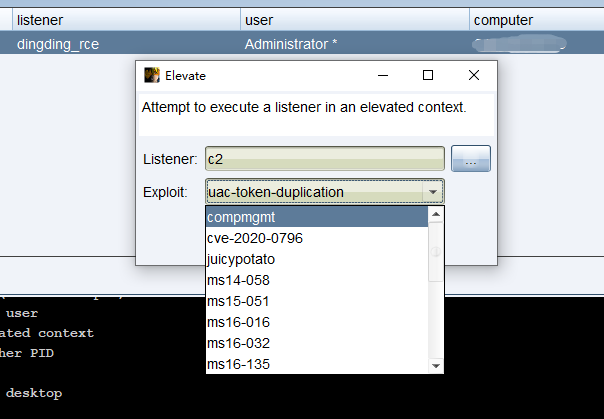 listener user computer
dingding_rce Administrator *
Elevate
Attempt to execute a listener in an elevated context.
Listener: c2 ...
Exploit: uac-token-duplication
compmgmt
cve-2020-0796
juicypotato
ms14-058
ms15-051
ms16-016
ms16-032
ms16-135
user
ated context
her PID
desktop